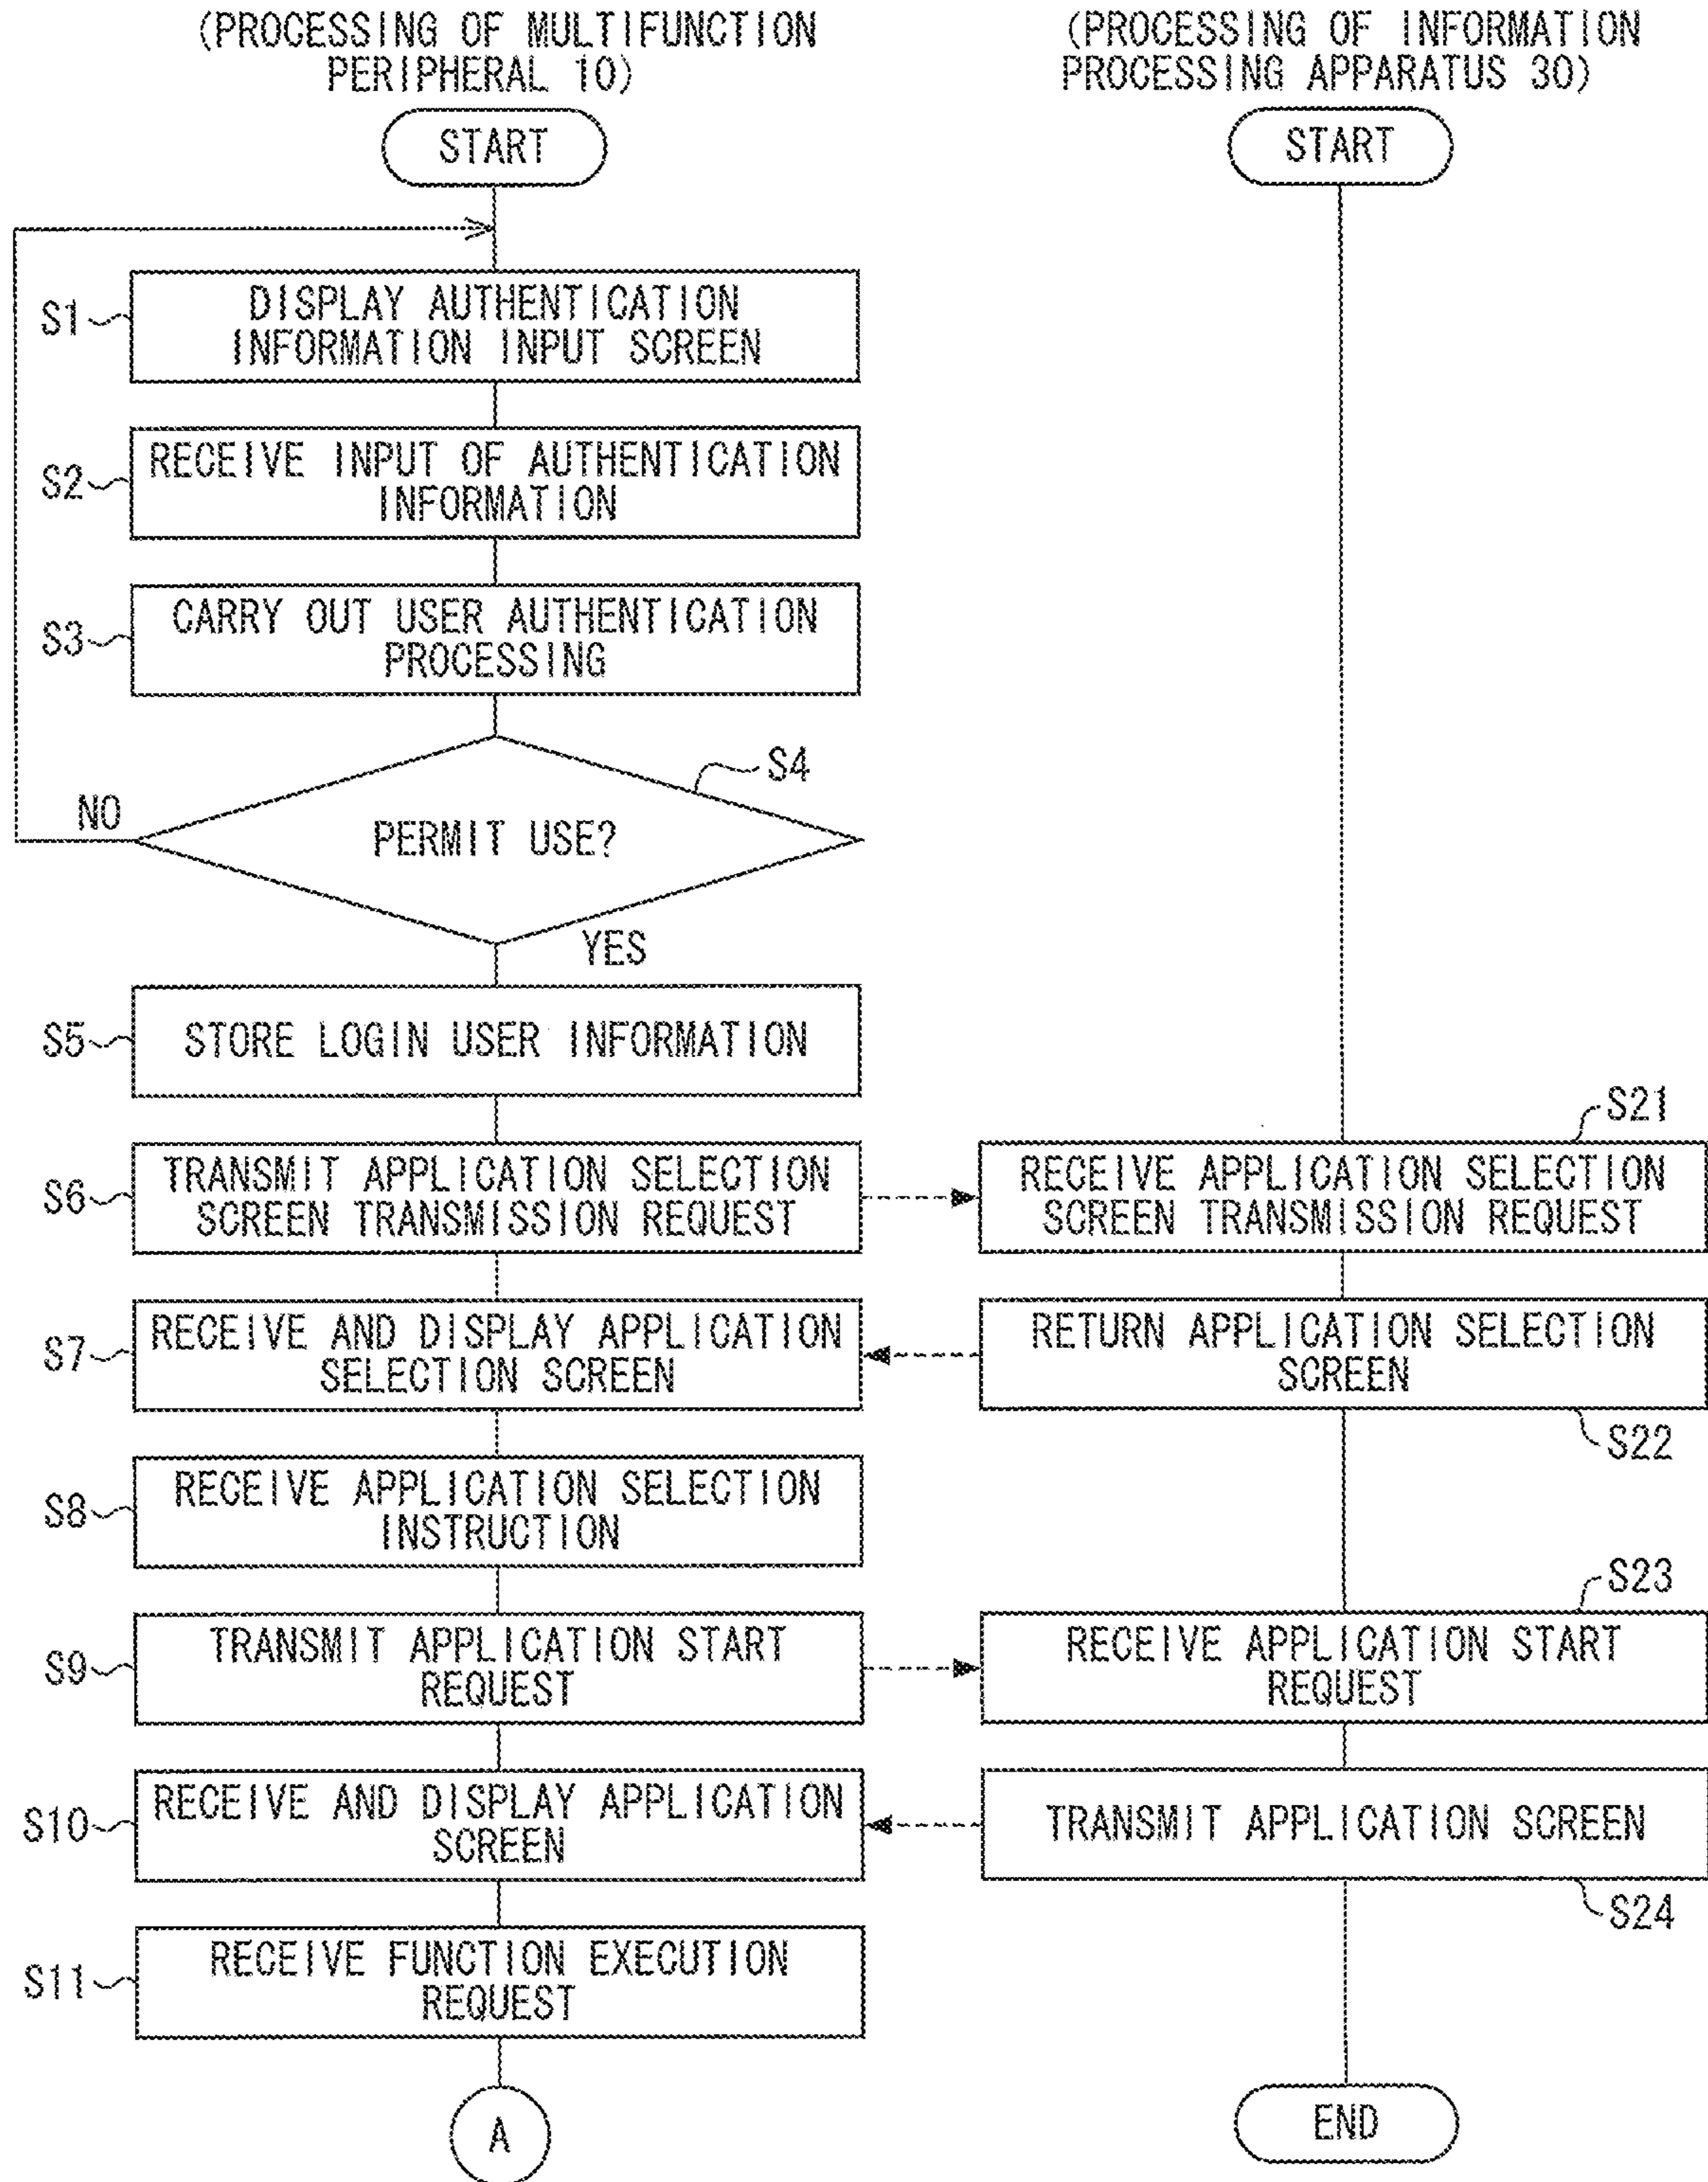 (PROCESSING OF MULTIFUNCTION
PERIPHERAL 10)
START
S1
DISPLAY AUTHENTICATION
INFORMATION INPUT SCREEN
S2
RECEIVE INPUT OF AUTHENTICATION
INFORMATION
S3
CARRY OUT USER AUTHENTICATION
PROCESSING
S4
NO
PERMIT USE?
YES
S5
STORE LOGIN USER INFORMATION
S6
TRANSMIT APPLICATION SELECTION
SCREEN TRANSMISSION REQUEST
S7
RECEIVE AND DISPLAY APPLICATION
SELECTION SCREEN
S8
RECEIVE APPLICATION SELECTION
INSTRUCTION
S9
TRANSMIT APPLICATION START
REQUEST
S10
RECEIVE AND DISPLAY APPLICATION
SCREEN
S11
RECEIVE FUNCTION EXECUTION
REQUEST
A
(PROCESSING OF INFORMATION
PROCESSING APPARATUS 30)
START
S21
RECEIVE APPLICATION SELECTION
SCREEN TRANSMISSION REQUEST
RETURN APPLICATION SELECTION
SCREEN
S22
S23
RECEIVE APPLICATION START
REQUEST
TRANSMIT APPLICATION SCREEN
S24
END